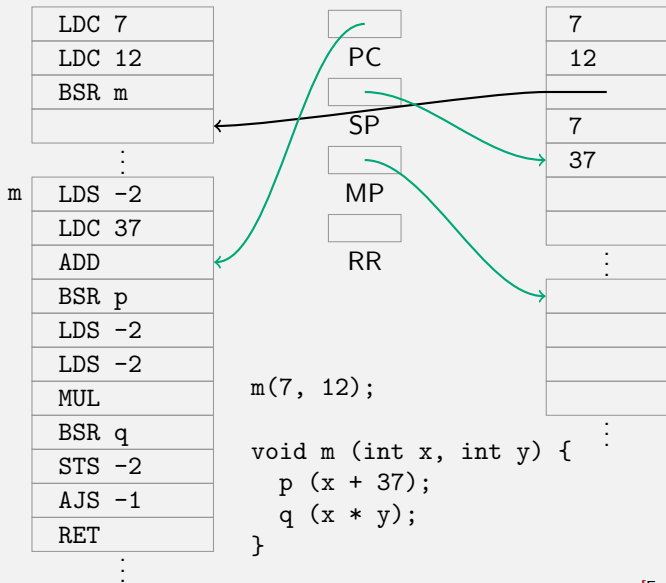 LDC 7
LDC 12
BSR m
m
LDS -2
LDC 37
ADD
BSR p
LDS -2
LDS -2
MUL
BSR q
STS -2
AJS -1
RET
PC
SP
MP
RR
7
12
7
37
m(7, 12);
void m (int x, int y) {
p (x + 37);
q (x * y);
}